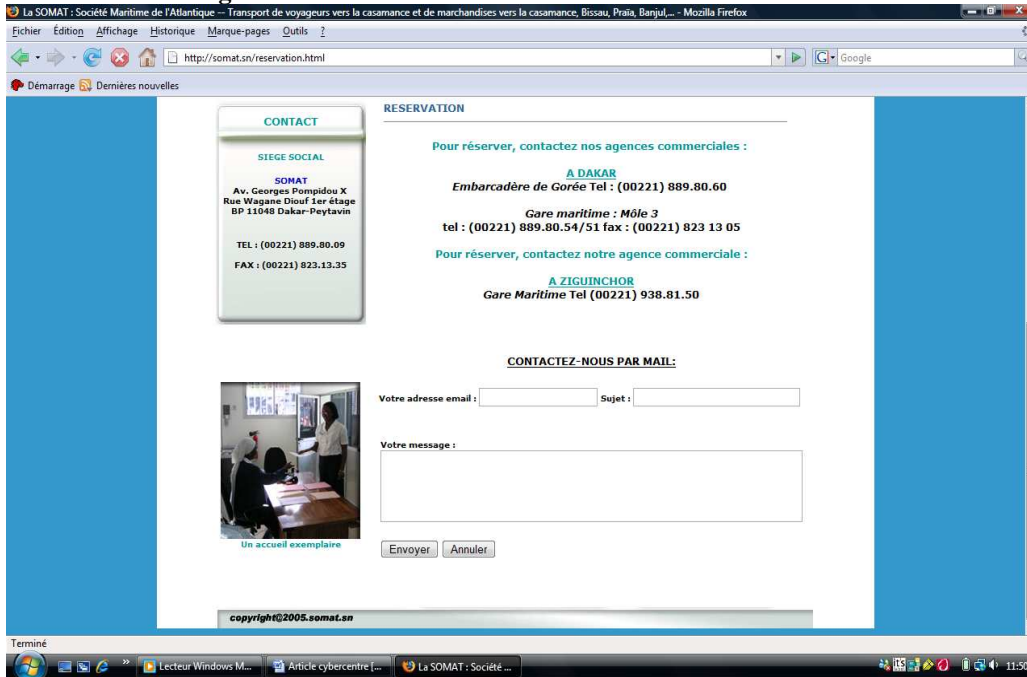 La SOMAT : Société Maritime de l'Atlantique -- Transport de voyageurs vers la casamance et de marchandises vers la casamance, Bissau, Praïa, Banjul,... - Mozilla Firefox
Fichier Édition Affichage Historique Marque-pages Outils ?
http://somat.sn/reservation.html
G Google
Démarrage Dernières nouvelles
CONTACT
SIEGE SOCIAL
SOMAT
Av. Georges Pompidou X
Rue Wagane Diouf 1er étage
BP 11048 Dakar-Peytavin
TEL : (00221) 889.80.09
FAX : (00221) 823.13.35
RESERVATION
Pour réserver, contactez nos agences commerciales :
A DAKAR
Embarcadère de Gorée Tel : (00221) 889.80.60
Gare maritime : Môle 3
tel : (00221) 889.80.54/51 fax : (00221) 823 13 05
Pour réserver, contactez notre agence commerciale :
A ZIGUINCHOR
Gare Maritime Tel (00221) 938.81.50
CONTACTEZ-NOUS PAR MAIL:
Votre adresse email : Sujet :
Votre message :
Un accueil exemplaire
Envoyer Annuler
copyright@2005.somat.sn
Terminé
Lecteur Windows M... Article cybercentre [... La SOMAT : Société ... 11:50